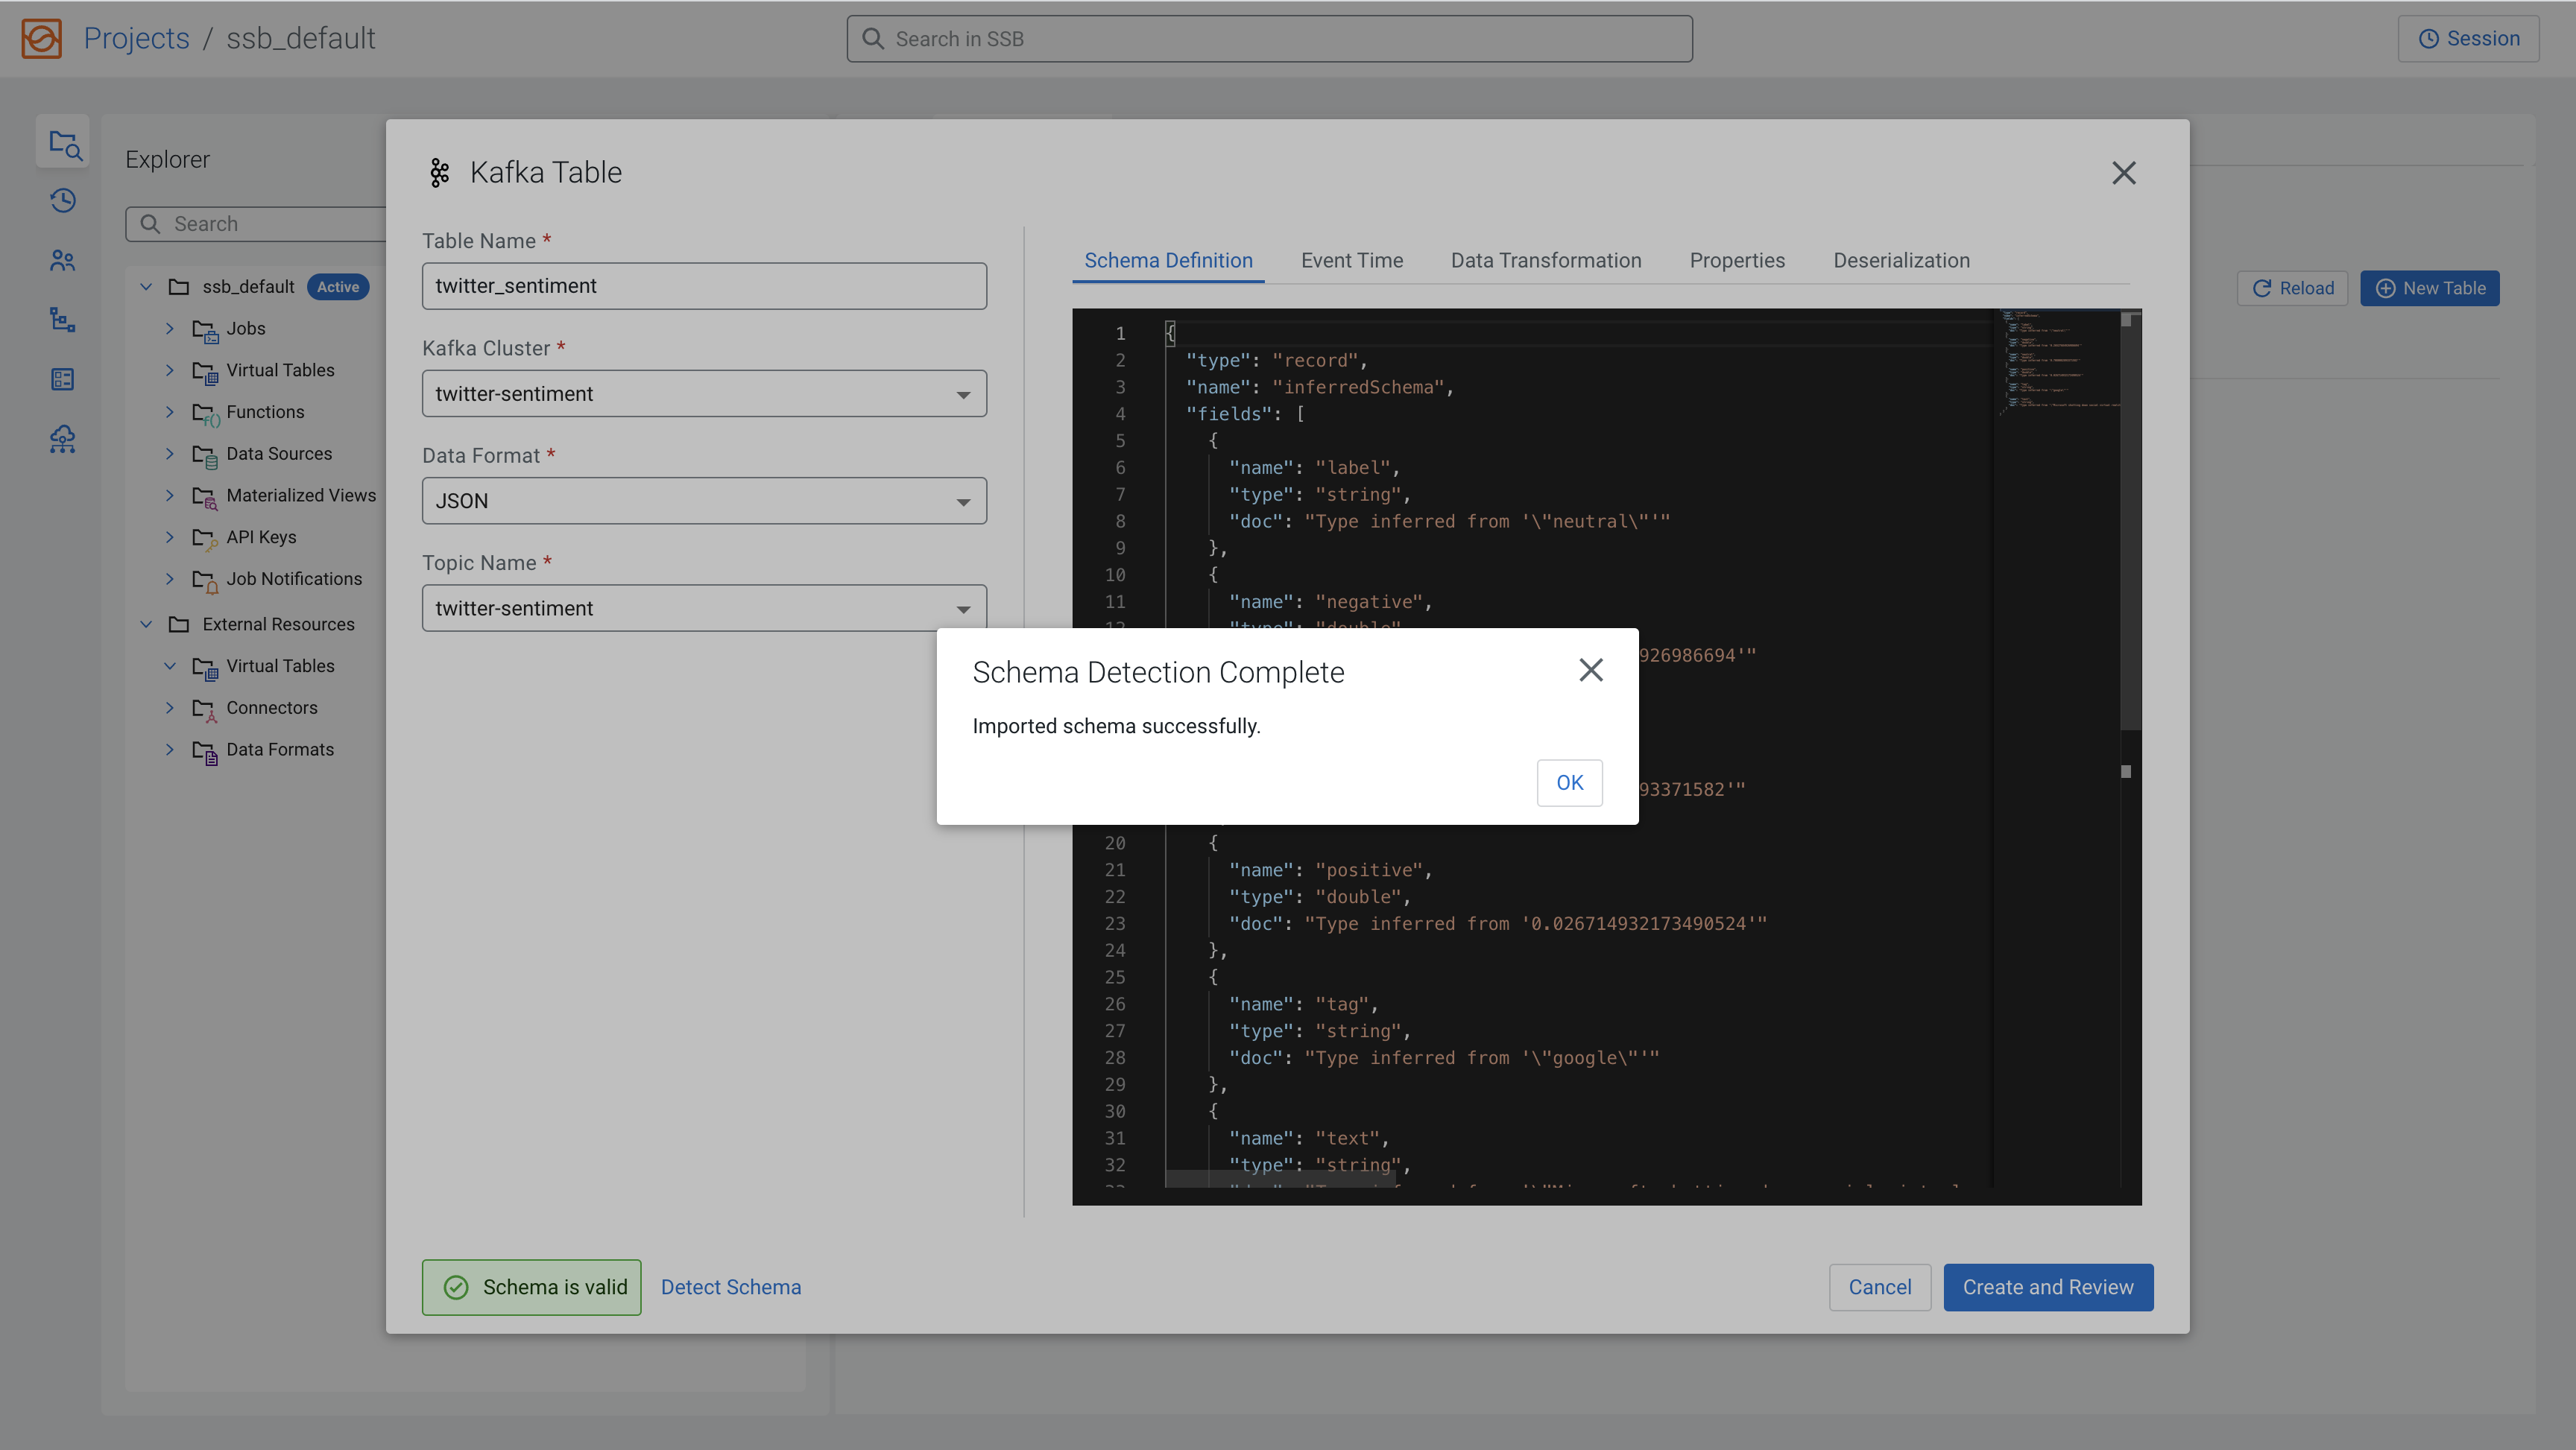 Projects / ssb_default
Search in SSB
Session
Explorer
Search
ssb_default
Active
Jobs
Virtual Tables
Functions
Data Sources
Materialized Views
API Keys
Job Notifications
External Resources
Virtual Tables
Connectors
Data Formats
Reload
New Table
Kafka Table
Table Name *
twitter_sentiment
Kafka Cluster *
twitter-sentiment
Data Format *
JSON
Topic Name *
twitter-sentiment
Schema Definition
Event Time
Data Transformation
Properties
Deserialization
1 {
2 "type": "record",
3 "name": "inferredSchema",
4 "fields": [
5 {
6 "name": "label",
7 "type": "string",
8 "doc": "Type inferred from '\"neutral\"'"
9 },
10 {
11 "name": "negative",
12 "type": "double",
926986694'"
93371582'"
20 {
21 "name": "positive",
22 "type": "double",
23 "doc": "Type inferred from '0.026714932173490524'"
24 },
25 {
26 "name": "tag",
27 "type": "string",
28 "doc": "Type inferred from '\"google\"'"
29 },
30 {
31 "name": "text",
32 "type": "string",
Schema Detection Complete
Imported schema successfully.
OK
Schema is valid
Detect Schema
Cancel
Create and Review